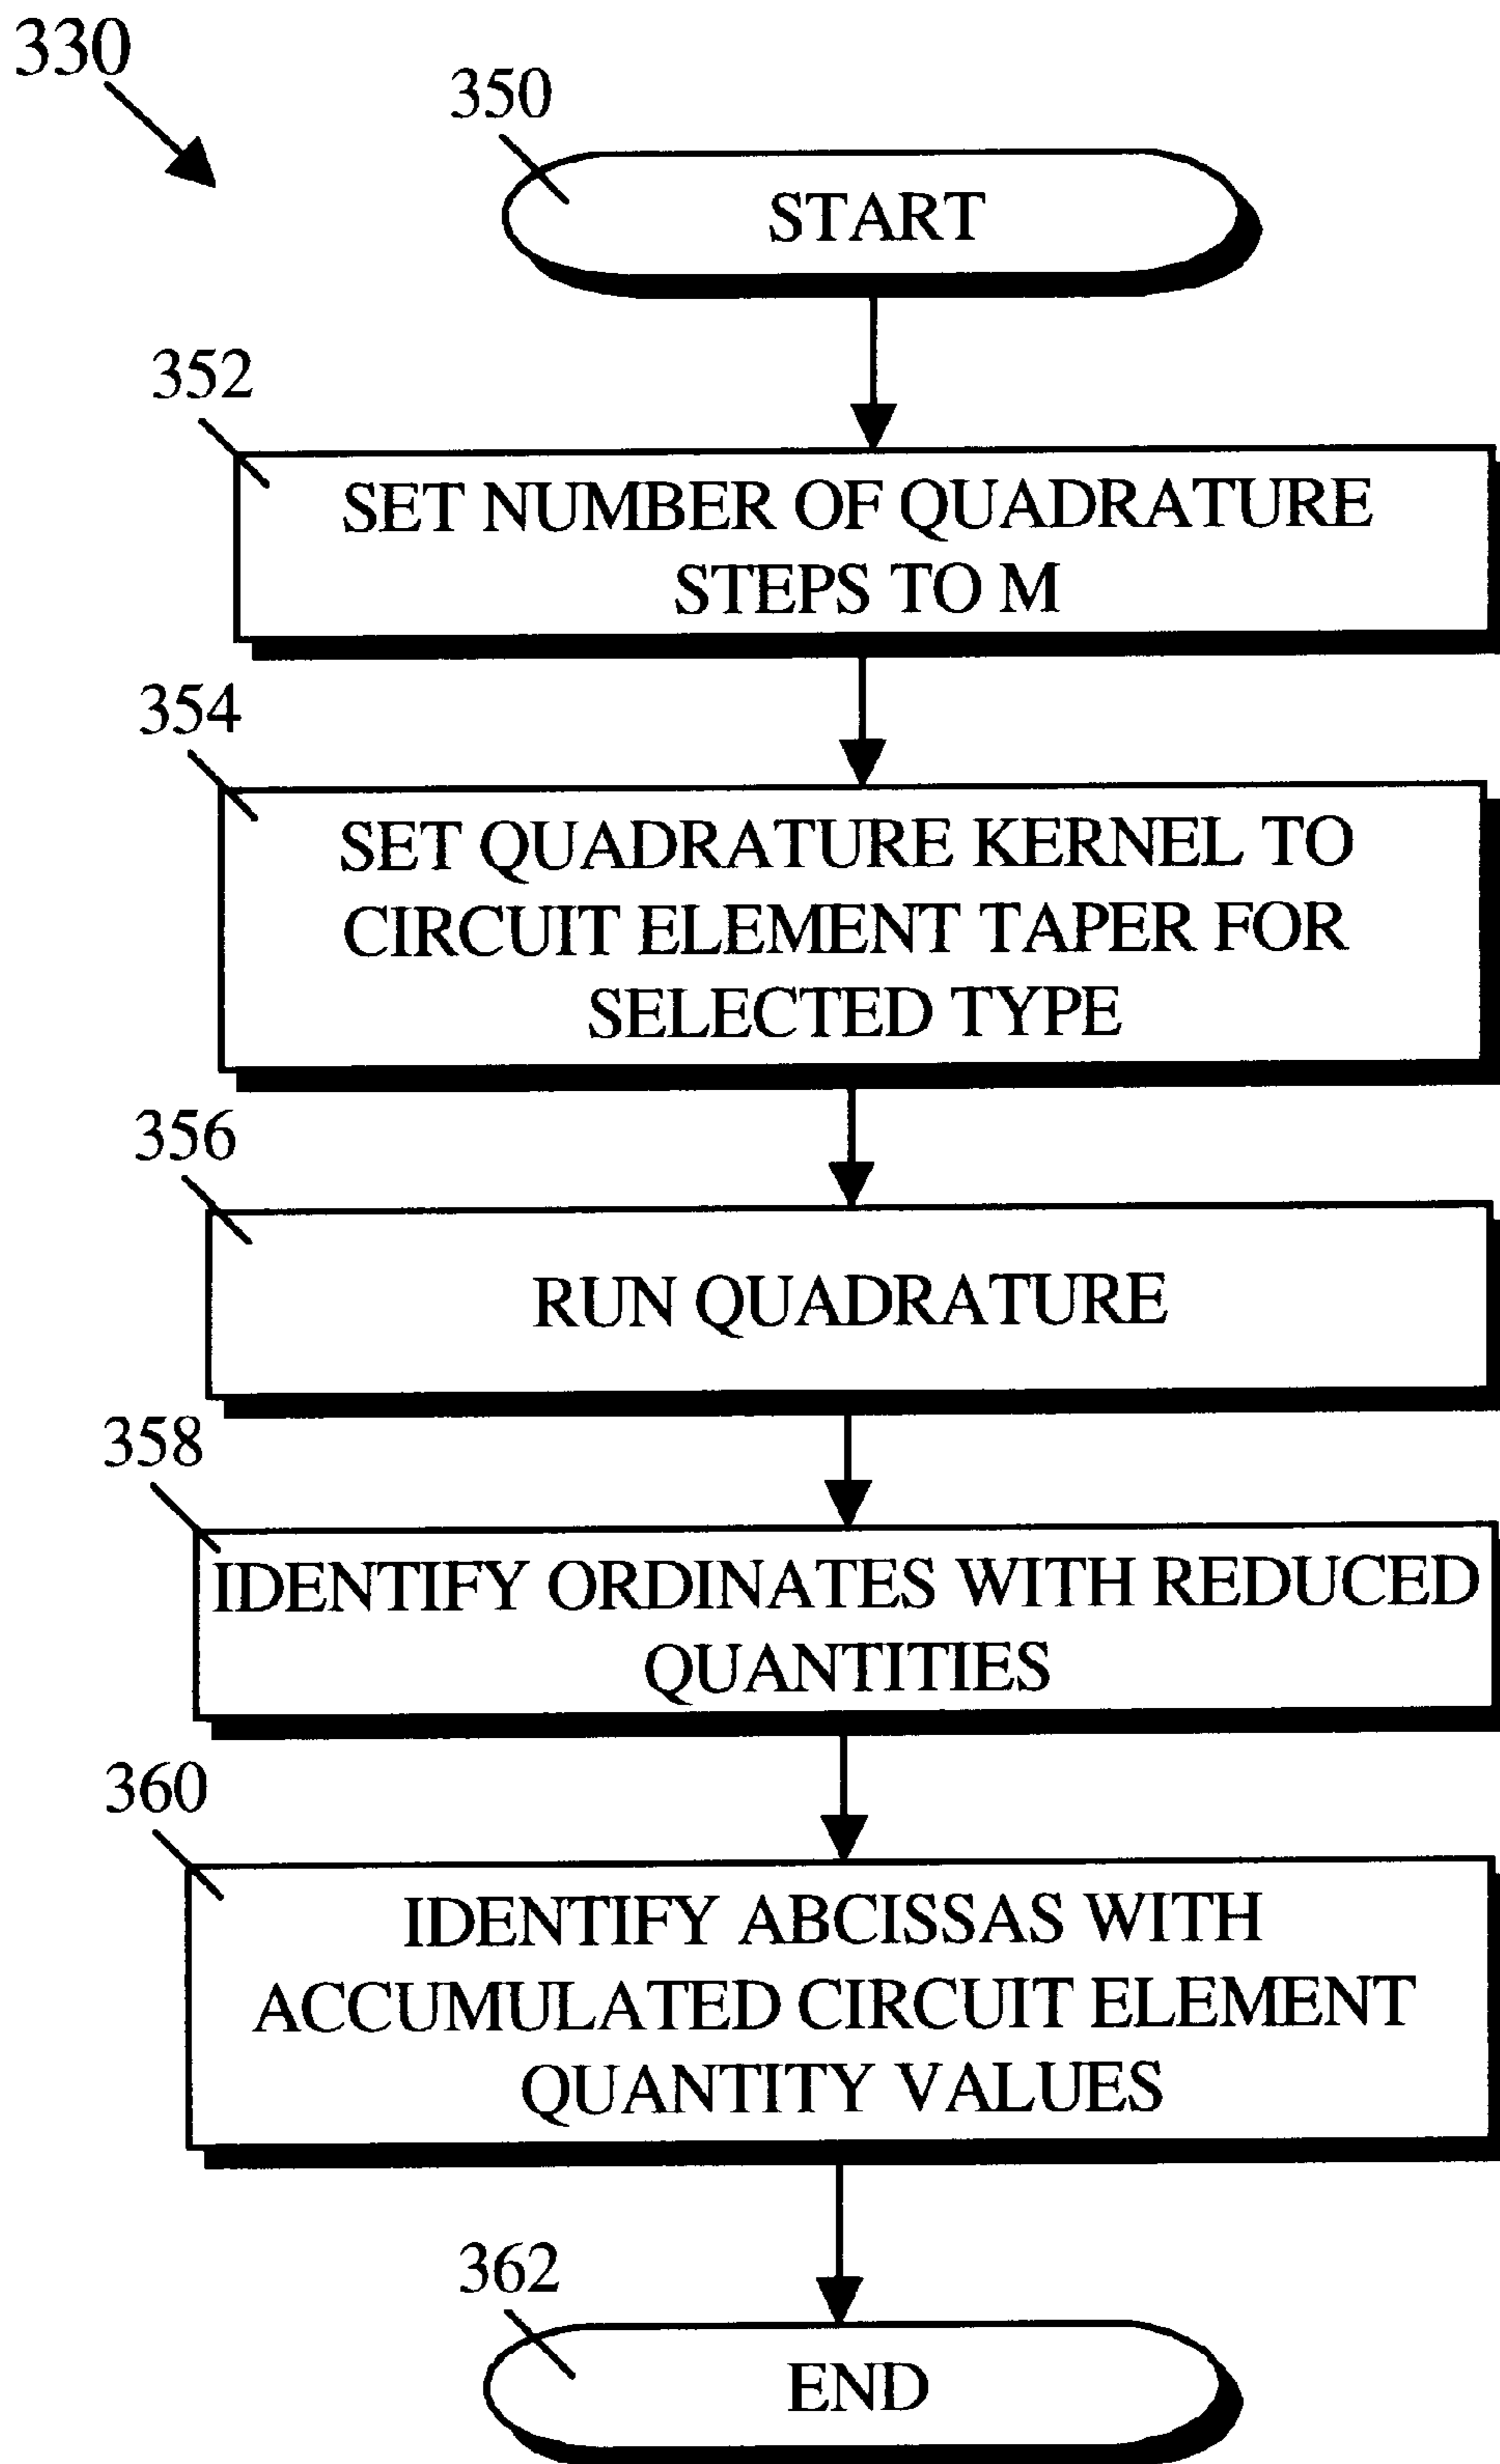 330
350
START
352
SET NUMBER OF QUADRATURE
STEPS TO M
354
SET QUADRATURE KERNEL TO
CIRCUIT ELEMENT TAPER FOR
SELECTED TYPE
356
RUN QUADRATURE
358
IDENTIFY ORDINATES WITH REDUCED
QUANTITIES
360
IDENTIFY ABCISSAS WITH
ACCUMULATED CIRCUIT ELEMENT
QUANTITY VALUES
362
END